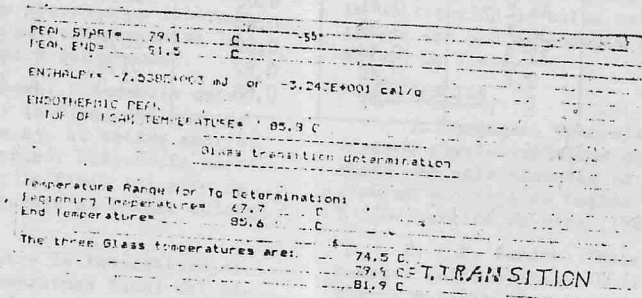 PEAK START= 79.1 C -55°
PEAK END= 91.5 C
ENTHALPY= -7.538E+003 mJ or -3.243E+001 cal/g
ENDOTHERMIC PEAK
TOP OF PEAK TEMPERATURE= 85.9 C
Glass transition determination
Temperature Range for Tg Determination:
Beginning Temperature= 67.7 C
End Temperature= 85.6 C
The three Glass temperatures are: 74.5 C
79.9 C T. TRANSITION
81.9 C